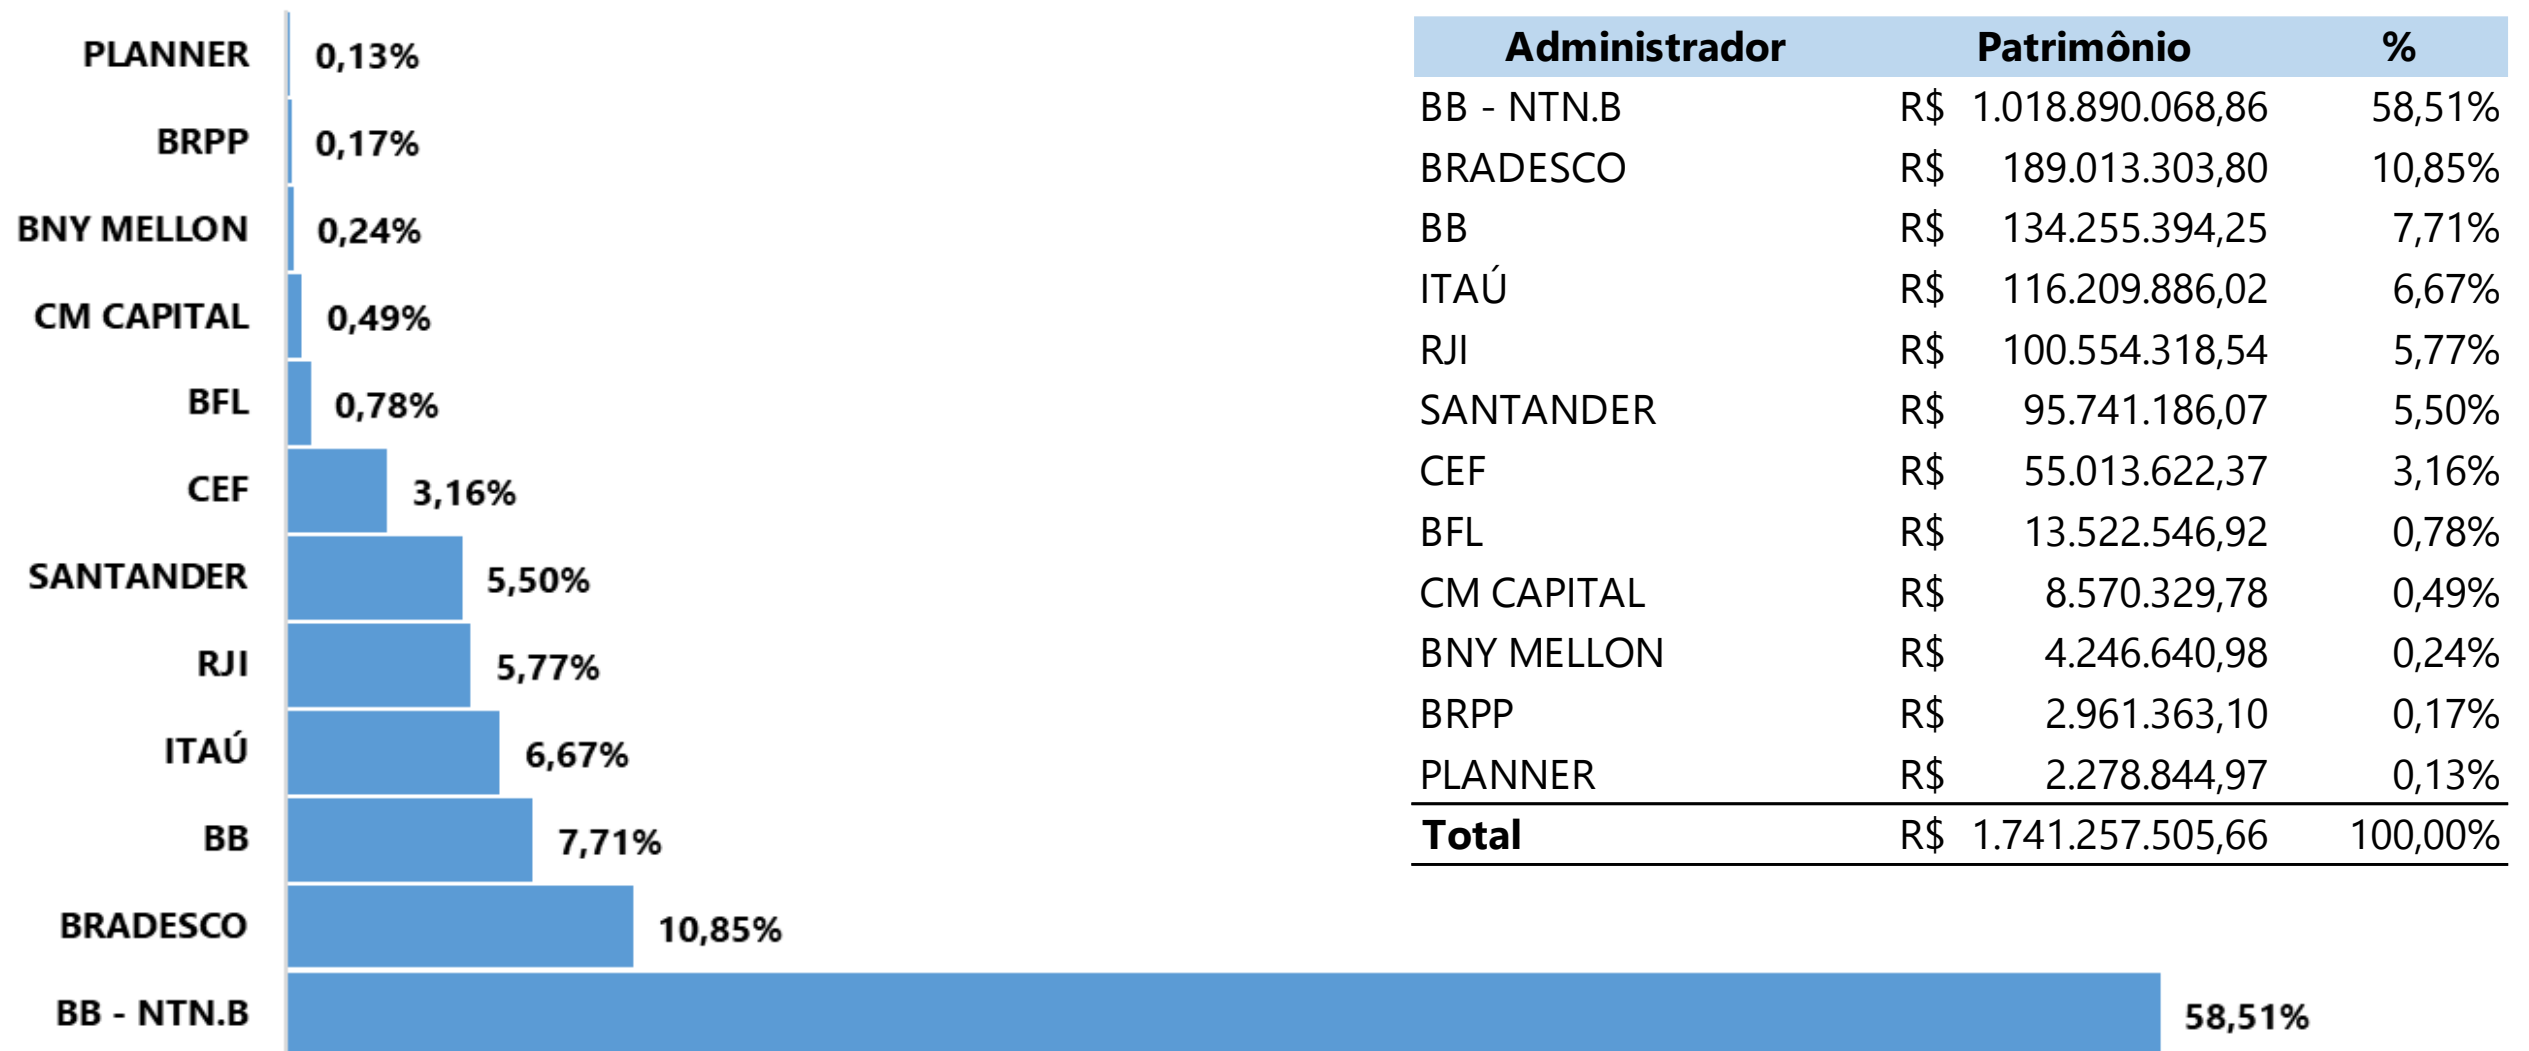 PLANNER 0,13%
BRPP 0,17%
BNY MELLON 0,24%
CM CAPITAL 0,49%
BFL 0,78%
CEF 3,16%
SANTANDER 5,50%
RJI 5,77%
ITAÚ 6,67%
BB 7,71%
BRADESCO 10,85%
BB - NTN.B 58,51%
Administrador Patrimônio %
BB - NTN.B R$ 1.018.890.068,86 58,51%
BRADESCO R$ 189.013.303,80 10,85%
BB R$ 134.255.394,25 7,71%
ITAÚ R$ 116.209.886,02 6,67%
RJI R$ 100.554.318,54 5,77%
SANTANDER R$ 95.741.186,07 5,50%
CEF R$ 55.013.622,37 3,16%
BFL R$ 13.522.546,92 0,78%
CM CAPITAL R$ 8.570.329,78 0,49%
BNY MELLON R$ 4.246.640,98 0,24%
BRPP R$ 2.961.363,10 0,17%
PLANNER R$ 2.278.844,97 0,13%
Total R$ 1.741.257.505,66 100,00%